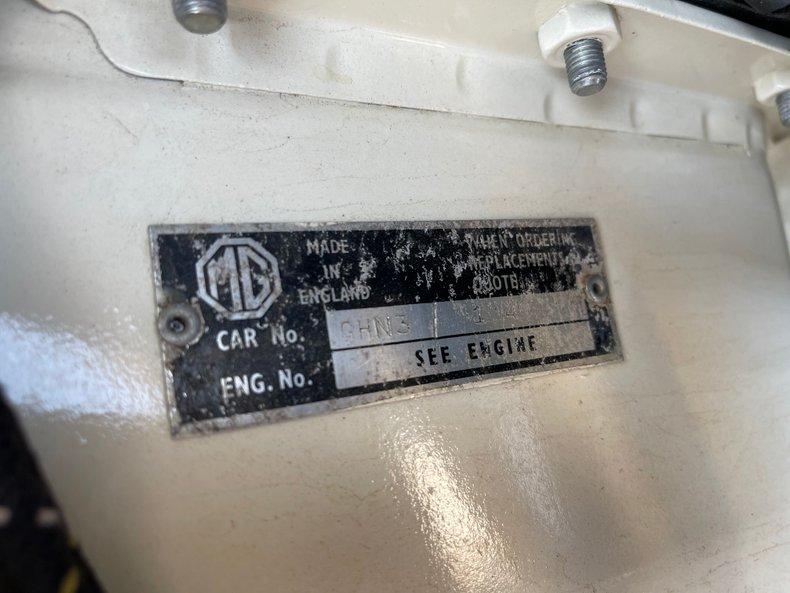 MG
MADE
IN
ENGLAND
WHEN ORDERING
REPLACEMENTS
QUOTE
CAR No. GHN3
SEE ENGINE
ENG. No.